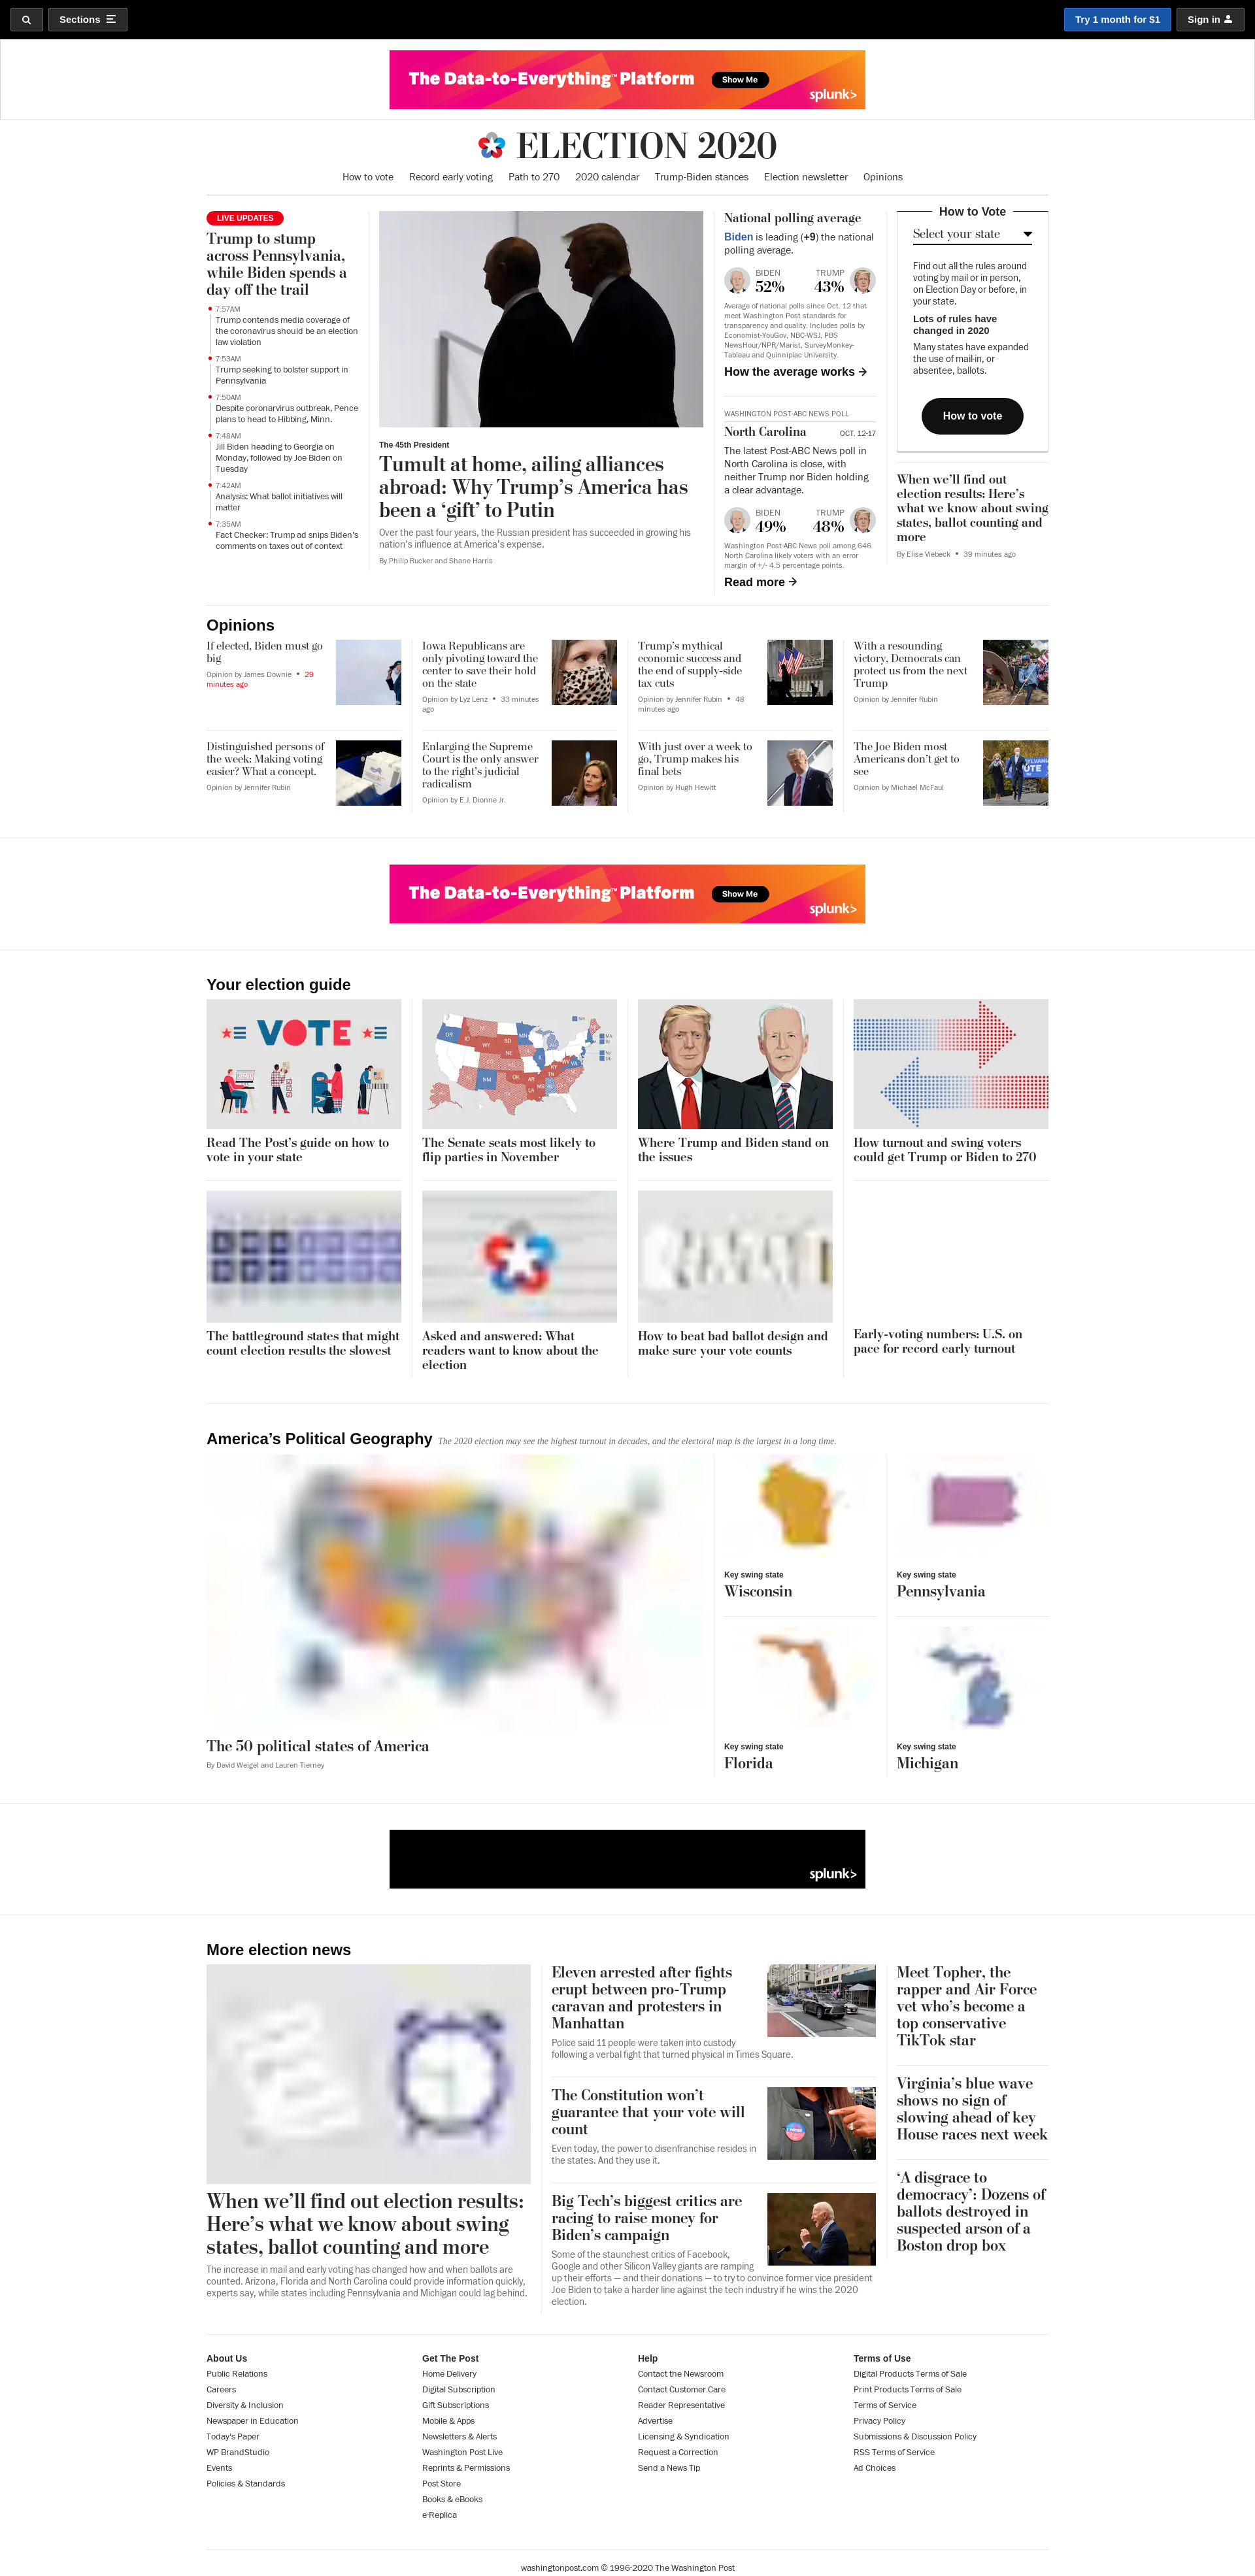 Sections
Try 1 month for $1
Sign in
The Data-to-Everything™ Platform
Show Me
splunk>
ELECTION 2020
How to vote
Record early voting
Path to 270
2020 calendar
Trump-Biden stances
Election newsletter
Opinions
LIVE UPDATES
Trump to stump
across Pennsylvania,
while Biden spends a
day off the trail
7:57AM
Trump contends media coverage of
the coronavirus should be an election
law violation
7:53AM
Trump seeking to bolster support in
Pennsylvania
7:50AM
Despite coronarvirus outbreak, Pence
plans to head to Hibbing, Minn.
7:48AM
Jill Biden heading to Georgia on
Monday, followed by Joe Biden on
Tuesday
7:42AM
Analysis: What ballot initiatives will
matter
7:35AM
Fact Checker: Trump ad snips Biden's
comments on taxes out of context
The 45th President
Tumult at home, ailing alliances
abroad: Why Trump's America has
been a 'gift' to Putin
Over the past four years, the Russian president has succeeded in growing his
nation's influence at America's expense.
By Philip Rucker and Shane Harris
National polling average
Biden is leading (+9) the national
polling average.
BIDEN
52%
TRUMP
43%
Average of national polls since Oct. 12 that
meet Washington Post standards for
transparency and quality. Includes polls by
Economist-YouGov, NBC-WSJ, PBS
NewsHour/NPR/Marist, SurveyMonkey-
Tableau and Quinnipiac University.
How the average works →
WASHINGTON POST-ABC NEWS POLL
North Carolina
OCT. 12-17
The latest Post-ABC News poll in
North Carolina is close, with
neither Trump nor Biden holding
a clear advantage.
BIDEN
49%
TRUMP
48%
Washington Post-ABC News poll among 646
North Carolina likely voters with an error
margin of +/- 4.5 percentage points.
Read more →
How to Vote
Select your state
Find out all the rules around
voting by mail or in person,
on Election Day or before, in
your state.
Lots of rules have
changed in 2020
Many states have expanded
the use of mail-in, or
absentee, ballots.
How to vote
When we'll find out
election results: Here's
what we know about swing
states, ballot counting and
more
By Elise Viebeck • 39 minutes ago
Opinions
If elected, Biden must go
big
Opinion by James Downie • 29
minutes ago
Iowa Republicans are
only pivoting toward the
center to save their hold
on the state
Opinion by Lyz Lenz • 33 minutes
ago
Trump's mythical
economic success and
the end of supply-side
tax cuts
Opinion by Jennifer Rubin • 48
minutes ago
With a resounding
victory, Democrats can
protect us from the next
Trump
Opinion by Jennifer Rubin
Distinguished persons of
the week: Making voting
easier? What a concept.
Opinion by Jennifer Rubin
Enlarging the Supreme
Court is the only answer
to the right's judicial
radicalism
Opinion by E.J. Dionne Jr.
With just over a week to
go, Trump makes his
final bets
Opinion by Hugh Hewitt
The Joe Biden most
Americans don't get to
see
Opinion by Michael McFaul
The Data-to-Everything™ Platform
Show Me
splunk>
Your election guide
VOTE
Read The Post's guide on how to
vote in your state
The Senate seats most likely to
flip parties in November
Where Trump and Biden stand on
the issues
How turnout and swing voters
could get Trump or Biden to 270
The battleground states that might
count election results the slowest
Asked and answered: What
readers want to know about the
election
How to beat bad ballot design and
make sure your vote counts
Early-voting numbers: U.S. on
pace for record early turnout
America's Political Geography The 2020 election may see the highest turnout in decades, and the electoral map is the largest in a long time.
The 50 political states of America
By David Weigel and Lauren Tierney
Key swing state
Wisconsin
Key swing state
Pennsylvania
Key swing state
Florida
Key swing state
Michigan
splunk>
More election news
When we'll find out election results:
Here's what we know about swing
states, ballot counting and more
The increase in mail and early voting has changed how and when ballots are
counted. Arizona, Florida and North Carolina could provide information quickly,
experts say, while states including Pennsylvania and Michigan could lag behind.
Eleven arrested after fights
erupt between pro-Trump
caravan and protesters in
Manhattan
Police said 11 people were taken into custody
following a verbal fight that turned physical in Times Square.
The Constitution won't
guarantee that your vote will
count
Even today, the power to disenfranchise resides in
the states. And they use it.
Big Tech's biggest critics are
racing to raise money for
Biden's campaign
Some of the staunchest critics of Facebook,
Google and other Silicon Valley giants are ramping
up their efforts — and their donations — to try to convince former vice president
Joe Biden to take a harder line against the tech industry if he wins the 2020
election.
Meet Topher, the
rapper and Air Force
vet who's become a
top conservative
TikTok star
Virginia's blue wave
shows no sign of
slowing ahead of key
House races next week
'A disgrace to
democracy': Dozens of
ballots destroyed in
suspected arson of a
Boston drop box
About Us
Public Relations
Careers
Diversity & Inclusion
Newspaper in Education
Today's Paper
WP BrandStudio
Events
Policies & Standards
Get The Post
Home Delivery
Digital Subscription
Gift Subscriptions
Mobile & Apps
Newsletters & Alerts
Washington Post Live
Reprints & Permissions
Post Store
Books & eBooks
e-Replica
Help
Contact the Newsroom
Contact Customer Care
Reader Representative
Advertise
Licensing & Syndication
Request a Correction
Send a News Tip
Terms of Use
Digital Products Terms of Sale
Print Products Terms of Sale
Terms of Service
Privacy Policy
Submissions & Discussion Policy
RSS Terms of Service
Ad Choices
washingtonpost.com © 1996-2020 The Washington Post